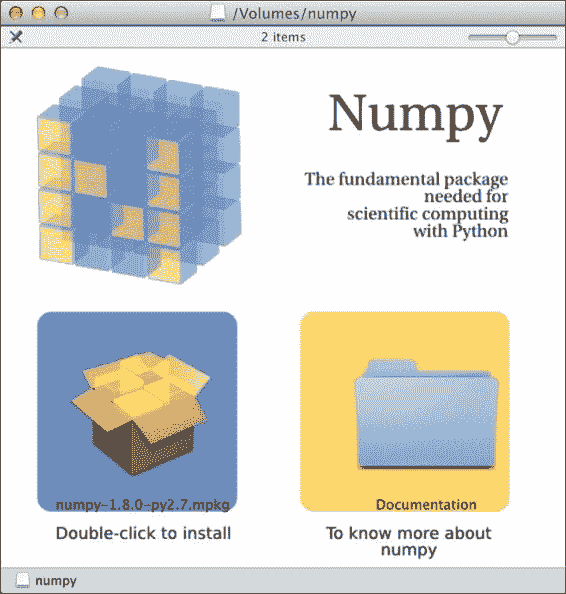 /Volumes/numpy
2 items
Numpy
The fundamental package
needed for
scientific computing
with Python
numpy-1.8.0-py2.7.mpkg
Documentation
Double-click to install
To know more about
numpy
numpy